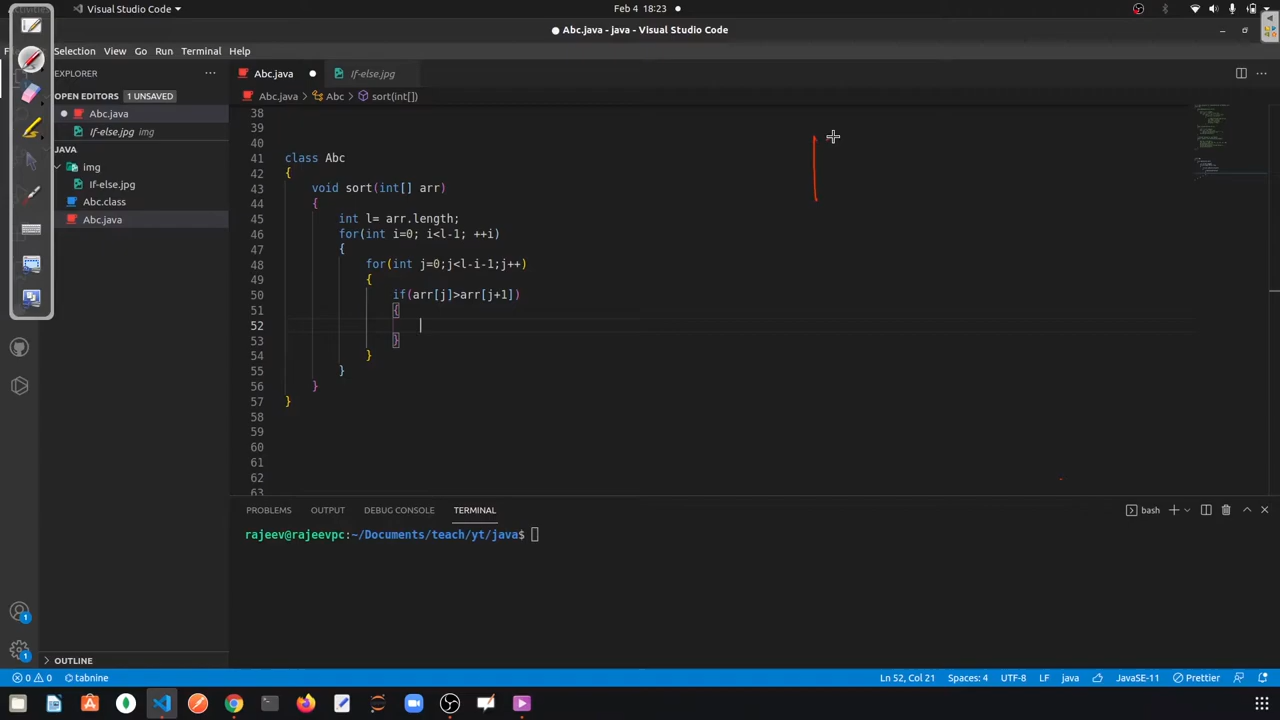 Activities
Visual Studio Code
Feb 4 18:23
Abc.java - java - Visual Studio Code
Selection View Go Run Terminal Help
EXPLORER
Abc.java
If-else.jpg
OPEN EDITORS 1 UNSAVED
Abc.java > Abc > sort(int[])
Abc.java
If-else.jpg img
JAVA
img
If-else.jpg
Abc.class
Abc.java
38
39
40
41 class Abc
42 {
43 void sort(int[] arr)
44 {
45 int l= arr.length;
46 for(int i=0; i<l-1; ++i)
47 {
48 for(int j=0;j<l-i-1;j++)
49 {
50 if(arr[j]>arr[j+1])
51 {
52
53 }
54 }
55 }
56 }
57 }
58
59
60
61
62
63
PROBLEMS OUTPUT DEBUG CONSOLE TERMINAL
bash
rajeev@rajeevpc:~/Documents/teach/yt/java$
1
1
OUTLINE
0 0 tabnine
Ln 52, Col 21 Spaces: 4 UTF-8 LF java JavaSE-11 Prettier